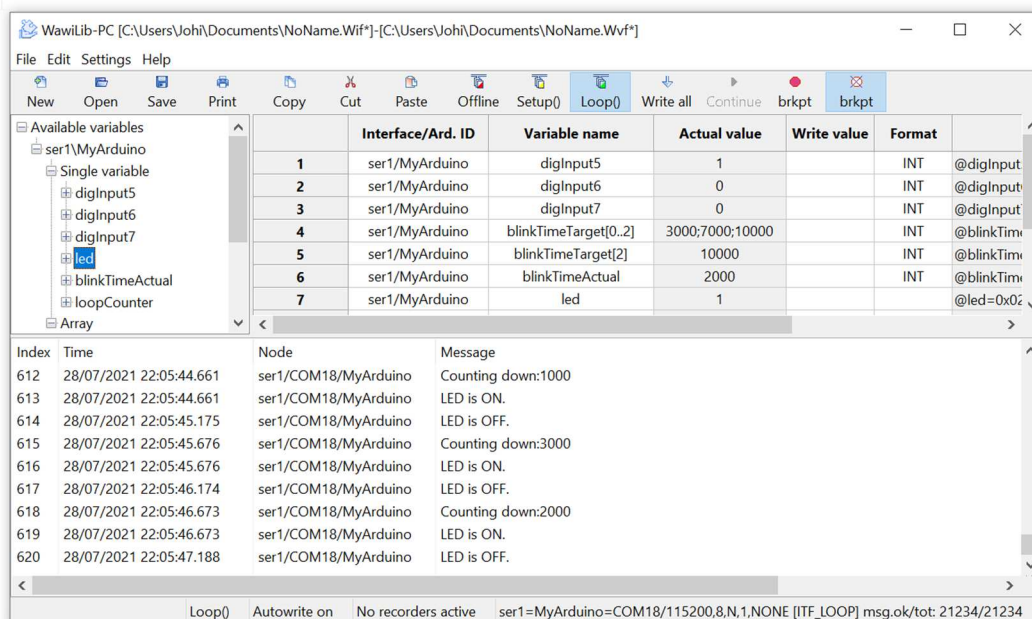 WawiLib-PC [C:\Users\Johi\Documents\NoName.Wif*]-[C:\Users\Johi\Documents\NoName.Wvf*]
File Edit Settings Help
New Open Save Print Copy Cut Paste Offline Setup() Loop() Write all Continue brkpt brkpt
Available variables
ser1\MyArduino
Single variable
digInput5
digInput6
digInput7
led
blinkTimeActual
loopCounter
Array
Interface/Ard. ID Variable name Actual value Write value Format
1 ser1/MyArduino digInput5 1 INT @digInput
2 ser1/MyArduino digInput6 0 INT @digInput
3 ser1/MyArduino digInput7 0 INT @digInput
4 ser1/MyArduino blinkTimeTarget[0..2] 3000;7000;10000 INT @blinkTime
5 ser1/MyArduino blinkTimeTarget[2] 10000 INT @blinkTime
6 ser1/MyArduino blinkTimeActual 2000 INT @blinkTime
7 ser1/MyArduino led 1 @led=0x02
Index Time Node Message
612 28/07/2021 22:05:44.661 ser1/COM18/MyArduino Counting down:1000
613 28/07/2021 22:05:44.661 ser1/COM18/MyArduino LED is ON.
614 28/07/2021 22:05:45.175 ser1/COM18/MyArduino LED is OFF.
615 28/07/2021 22:05:45.676 ser1/COM18/MyArduino Counting down:3000
616 28/07/2021 22:05:45.676 ser1/COM18/MyArduino LED is ON.
617 28/07/2021 22:05:46.174 ser1/COM18/MyArduino LED is OFF.
618 28/07/2021 22:05:46.673 ser1/COM18/MyArduino Counting down:2000
619 28/07/2021 22:05:46.673 ser1/COM18/MyArduino LED is ON.
620 28/07/2021 22:05:47.188 ser1/COM18/MyArduino LED is OFF.
Loop() Autowrite on No recorders active ser1=MyArduino=COM18/115200,8,N,1,NONE [ITF_LOOP] msg.ok/tot: 21234/21234